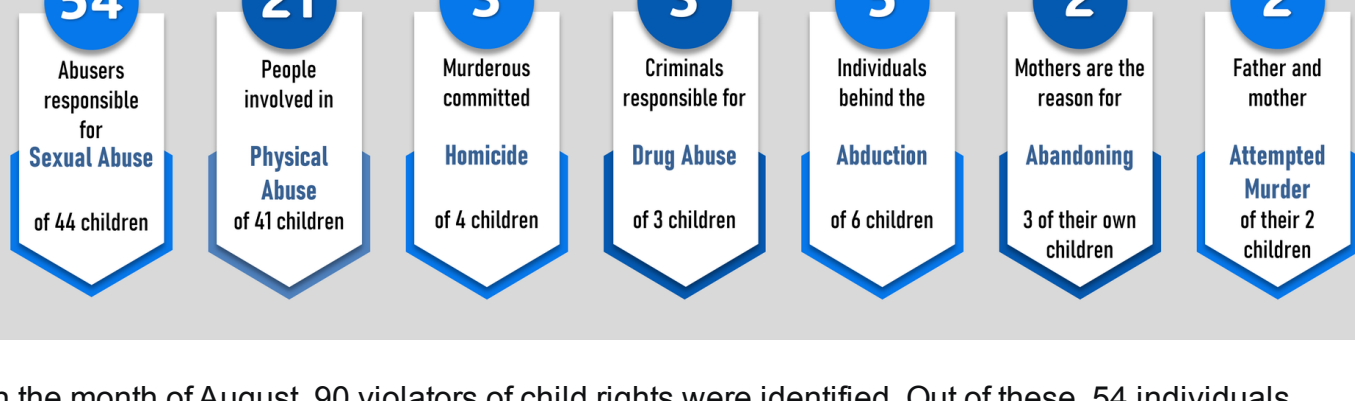 54
Abusers
responsible
for
Sexual Abuse
of 44 children
21
People
involved in
Physical
Abuse
of 41 children
Murderous
committed
Homicide
of 4 children
Criminals
responsible for
Drug Abuse
of 3 children
Individuals
behind the
Abduction
of 6 children
2
Mothers are the
reason for
Abandoning
3 of their own
children
2
Father and
mother
Attempted
Murder
of their 2
children
n the month of August, 90 violators of child rights were identified. Out of these, 54 individuals